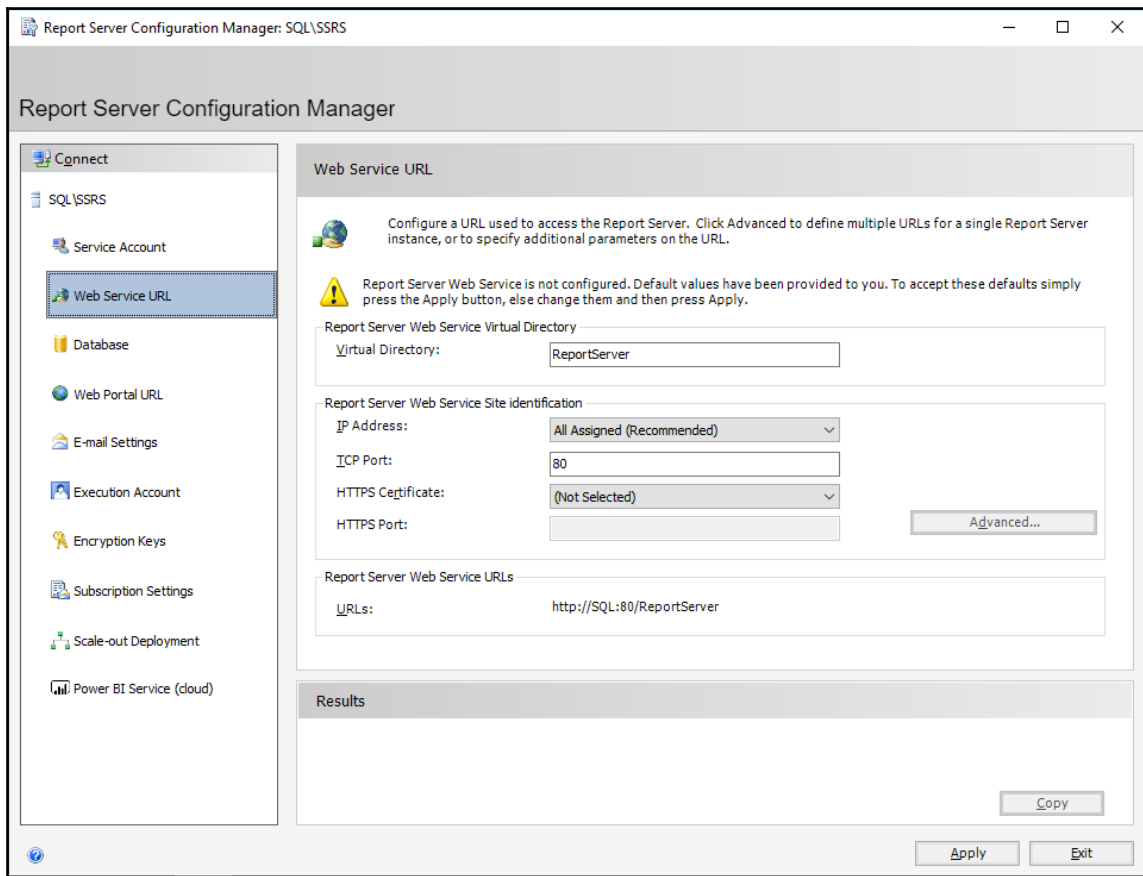 Report Server Configuration Manager: SQL\SSRS
Report Server Configuration Manager
Connect
SQL\SSRS
Service Account
Web Service URL
Database
Web Portal URL
E-mail Settings
Execution Account
Encryption Keys
Subscription Settings
Scale-out Deployment
Power BI Service (cloud)
Web Service URL
Configure a URL used to access the Report Server. Click Advanced to define multiple URLs for a single Report Server
instance, or to specify additional parameters on the URL.
Report Server Web Service is not configured. Default values have been provided to you. To accept these defaults simply
press the Apply button, else change them and then press Apply.
Report Server Web Service Virtual Directory
Virtual Directory: ReportServer
Report Server Web Service Site identification
IP Address: All Assigned (Recommended)
TCP Port: 80
HTTPS Certificate: (Not Selected)
HTTPS Port:
Advanced...
Report Server Web Service URLs
URLs: http://SQL:80/ReportServer
Results
Copy
Apply Exit